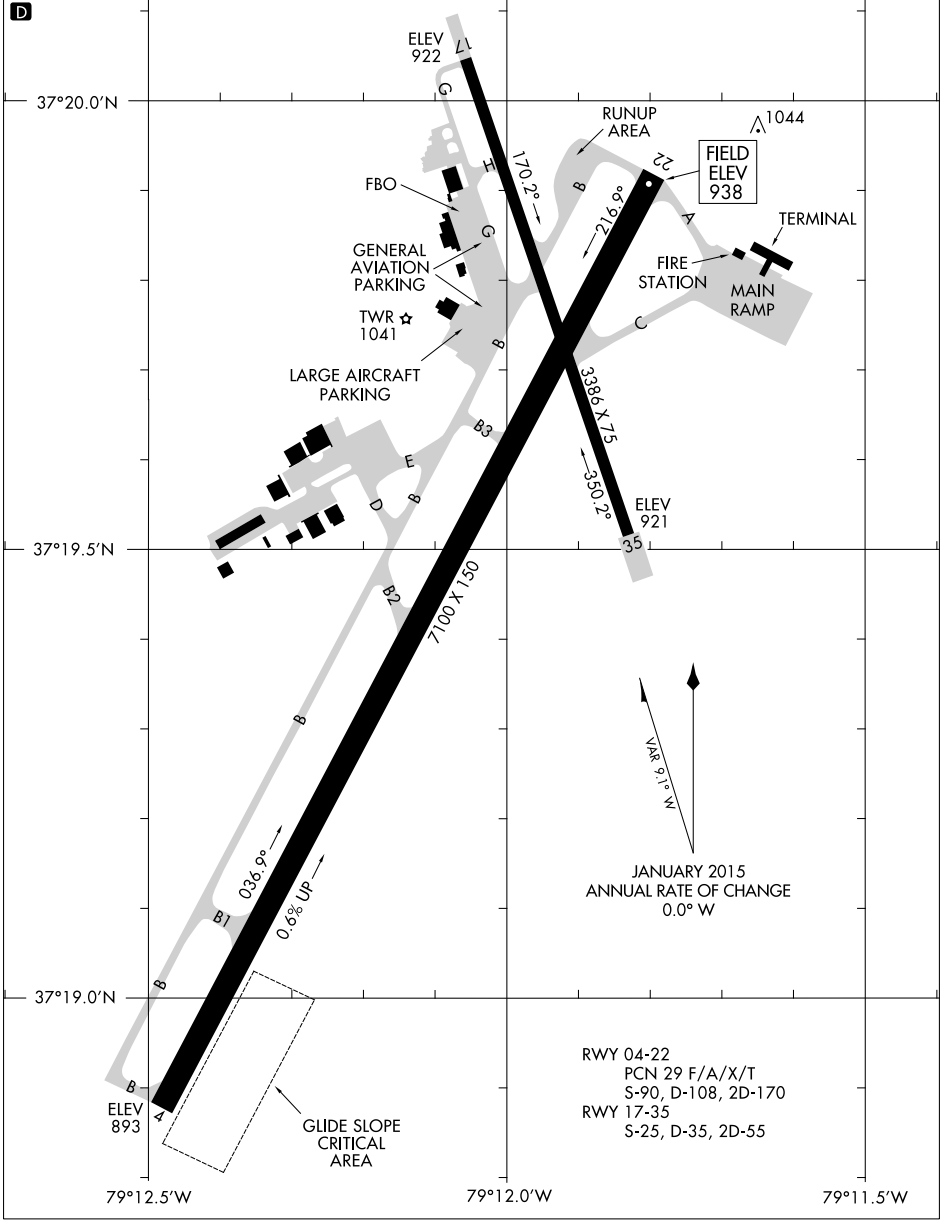 D
ELEV
922
17
37°20.0'N
G
RUNUP
AREA
1044
H
170.2°
B
22
FIELD
ELEV
938
FBO
216.9°
A
G
TERMINAL
GENERAL
AVIATION
PARKING
FIRE
STATION
MAIN
RAMP
TWR
1041
C
B
LARGE AIRCRAFT
PARKING
3386 X 75
B3
E
D
B
350.2°
ELEV
921
35
37°19.5'N
B2
7100 X 150
B
VAR 9.1° W
036.9°
0.6% UP
JANUARY 2015
ANNUAL RATE OF CHANGE
0.0° W
B1
B
37°19.0'N
B
ELEV
893
4
GLIDE SLOPE
CRITICAL
AREA
RWY 04-22
PCN 29 F/A/X/T
S-90, D-108, 2D-170
RWY 17-35
S-25, D-35, 2D-55
79°12.5'W
79°12.0'W
79°11.5'W